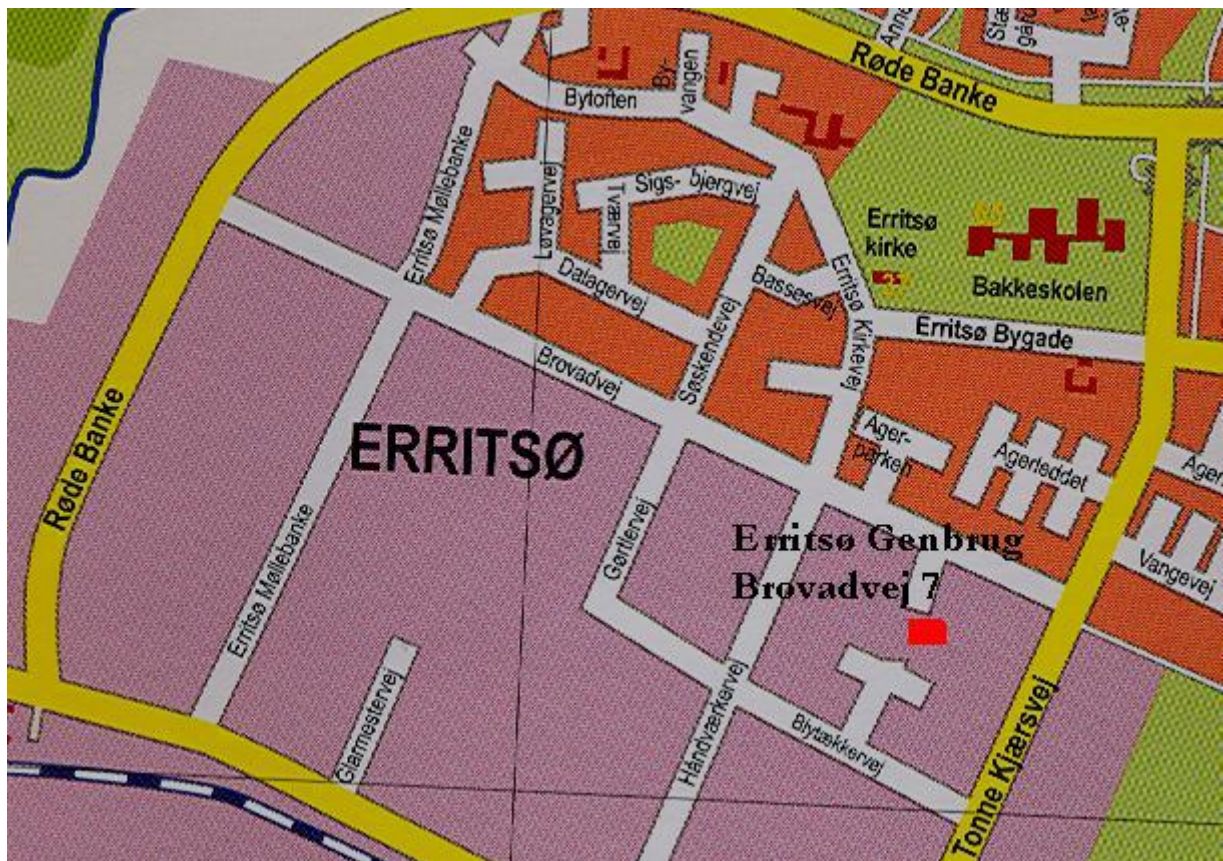 Røde Banke
Bytoften
By-
vangen
Erritsø Møllebanke
Løvagervej
Sigs- bjergvej
Tværvej
Dalagervej
Bassesvej
Søskendevej
Erritsø Kirkevej
Erritsø
kirke
Bakkeskolen
Erritsø Bygade
Brovadvej
Røde Banke
ERRITSØ
Ager-
parken
Agerleddet
Vangevej
Erritsø Genbrug
Brovadvej 7
Gørtlervej
Erritsø Møllebanke
Glarmestervej
Håndværkervej
Blytækkervej
Tonne Kjærsvej